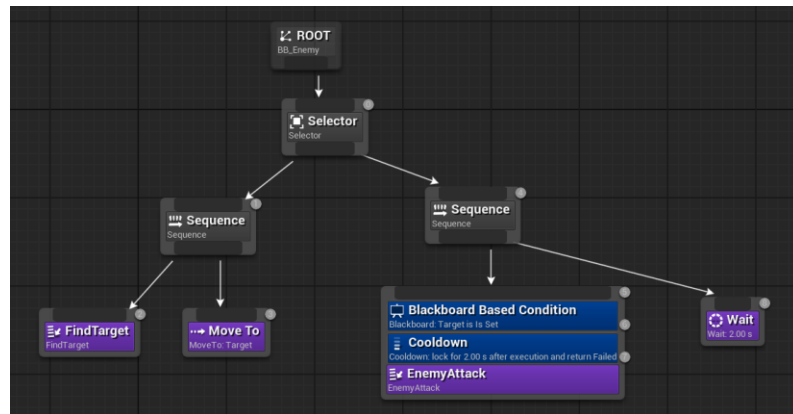 ROOT
BB_Enemy
Selector
Selector
Sequence
Sequence
Sequence
Sequence
FindTarget
FindTarget
Move To
MoveTo: Target
Blackboard Based Condition
Blackboard: Target is Is Set
Cooldown
Cooldown: lock for 2.00 s after execution and return Failed
EnemyAttack
EnemyAttack
Wait
Wait: 2.00 s